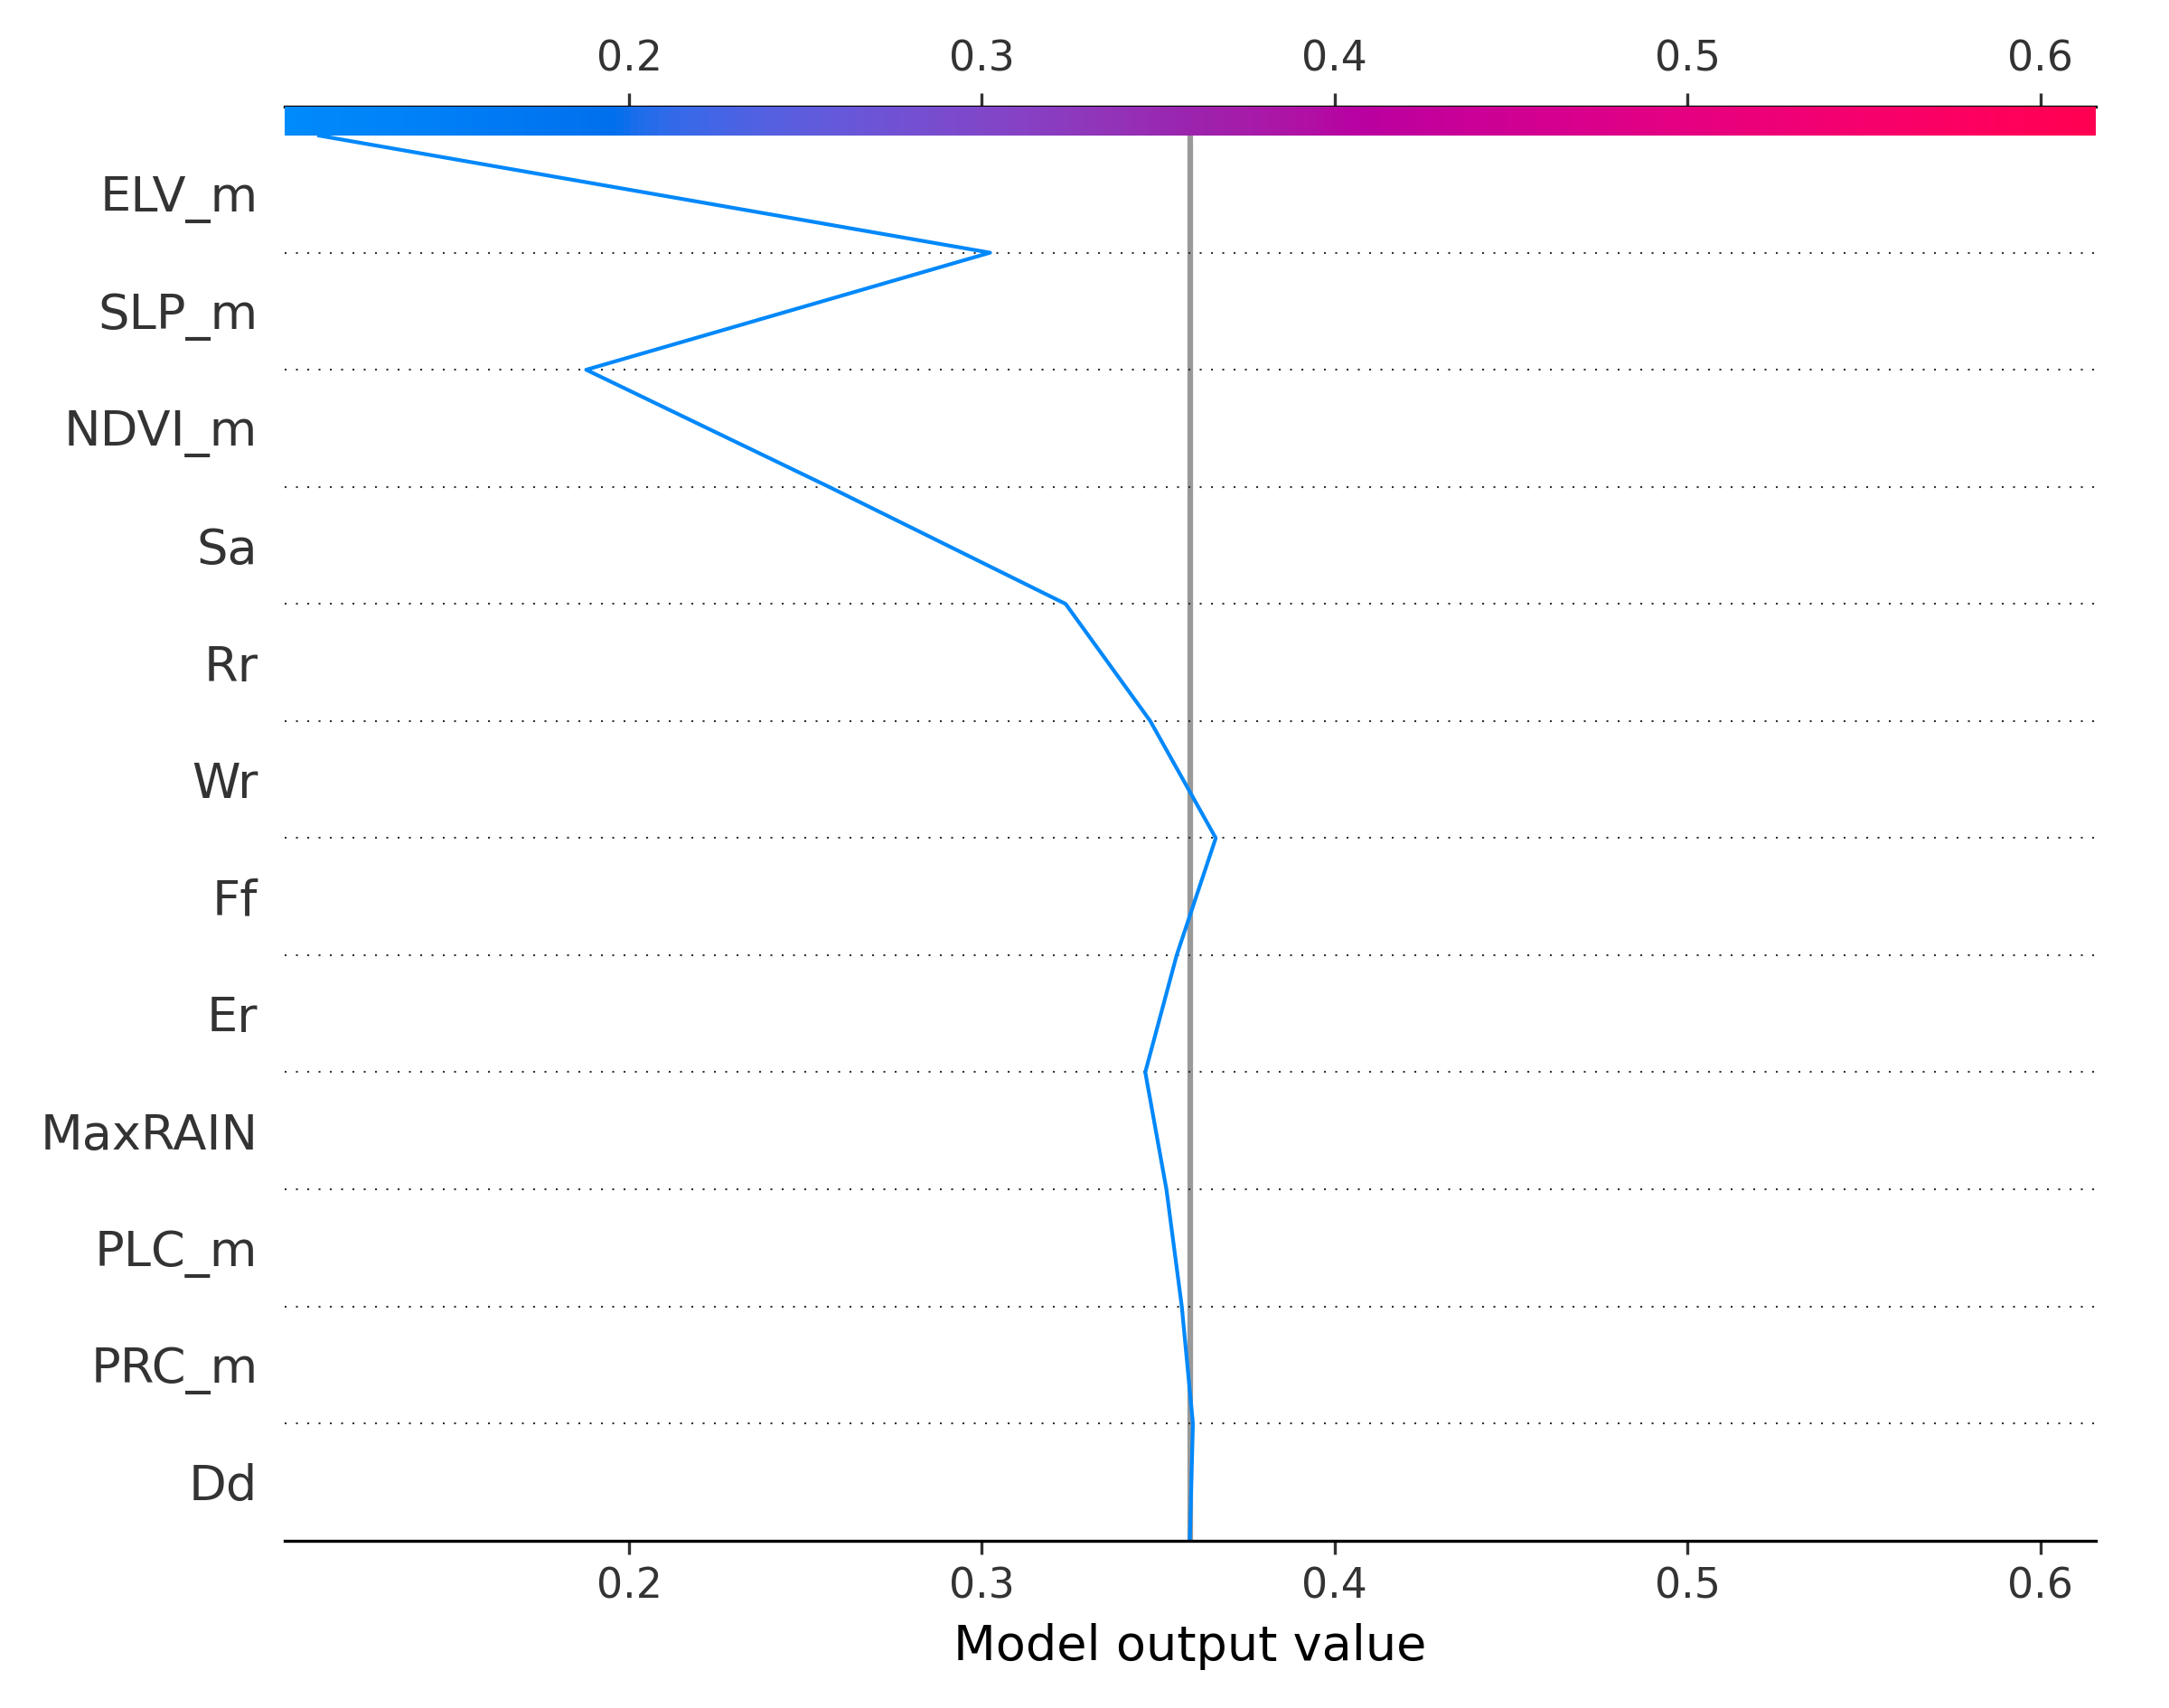 0.2 0.3 0.4 0.5 0.6
ELV_m
SLP_m
NDVI_m
Sa
Rr
Wr
Ff
Er
MaxRAIN
PLC_m
PRC_m
Dd
0.2 0.3 0.4 0.5 0.6
Model output value